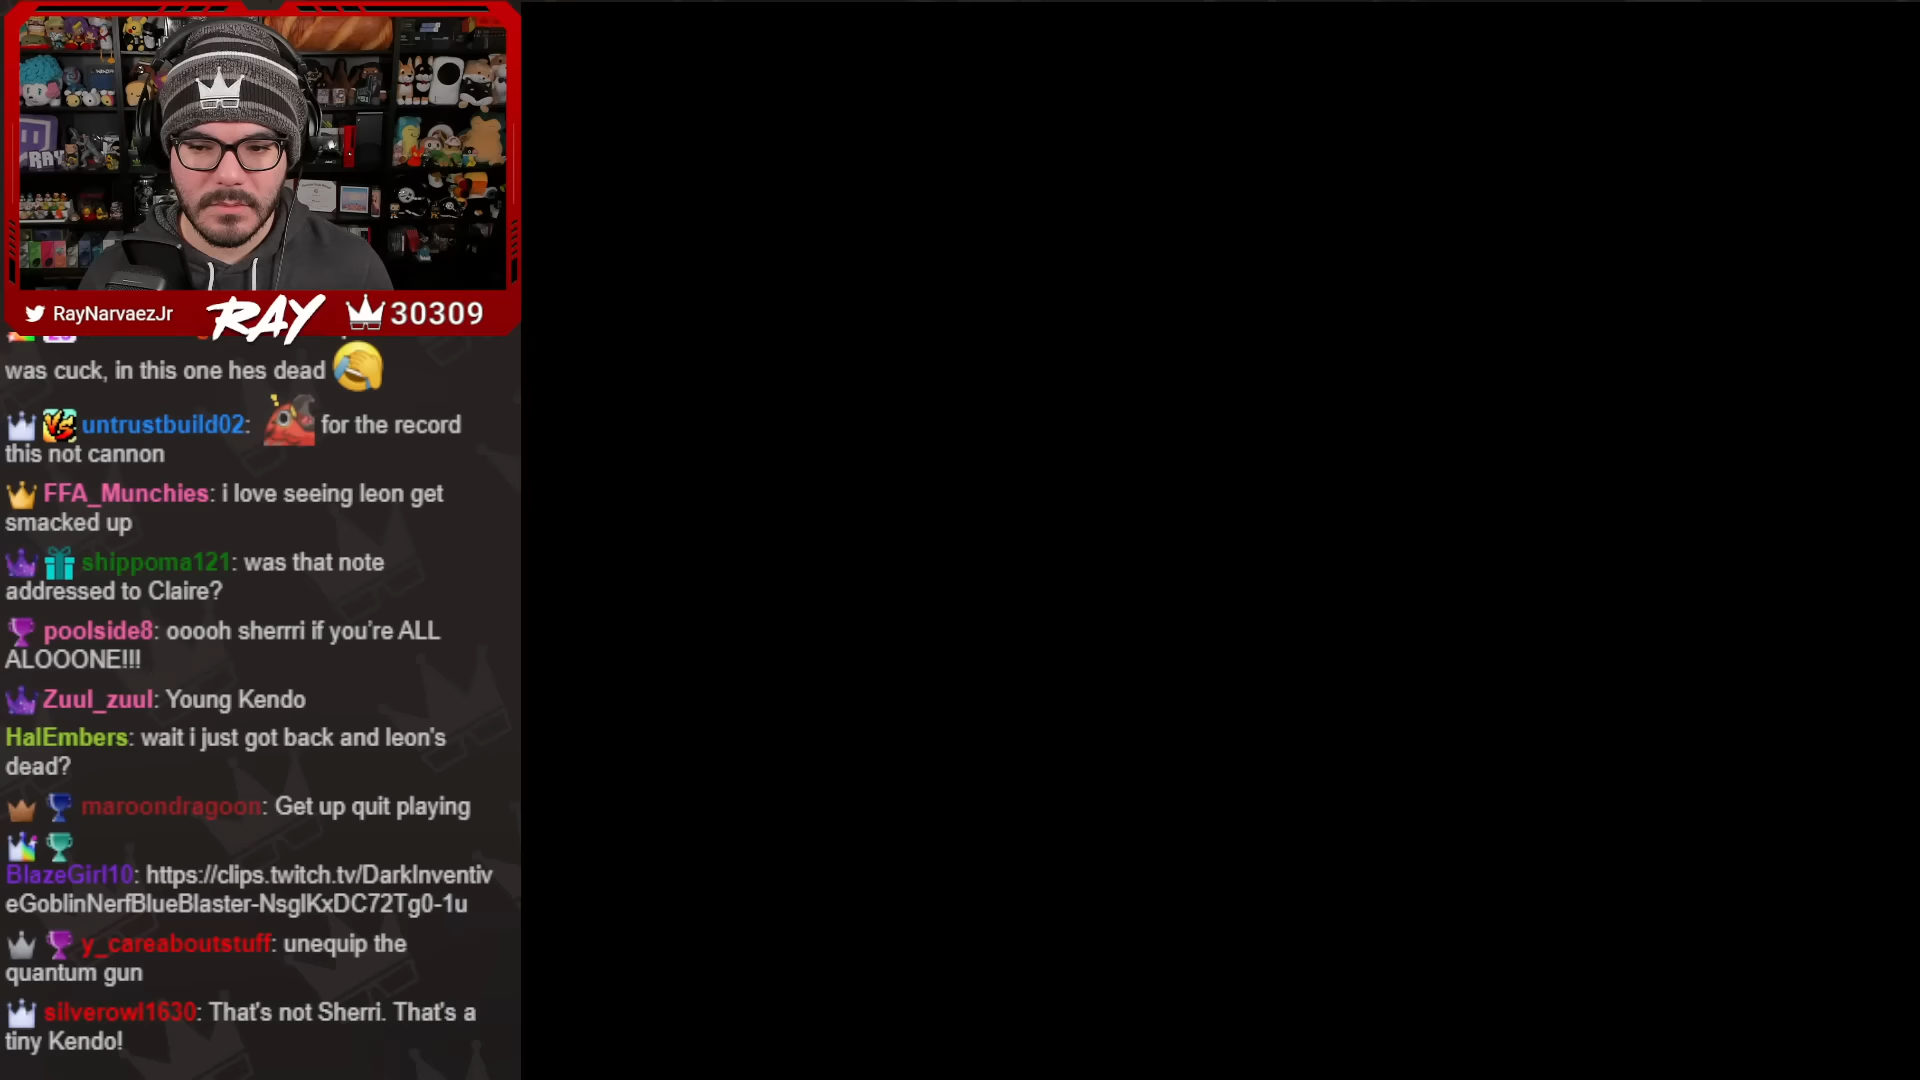 RAY
RayNarvaezJr RAY 30309
was cuck, in this one hes dead
untrustbuild02: for the record
this not cannon
FFA_Munchies: i love seeing leon get
smacked up
shippoma121: was that note
addressed to Claire?
poolside8: ooooh sherrri if you're ALL
ALOOONE!!!
Zuul_zuul: Young Kendo
HalEmbers: wait i just got back and leon's
dead?
maroondragoon: Get up quit playing
BlazeGirl10: https://clips.twitch.tv/DarkInventiv
eGoblinNerfBlueBlaster-NsglKxDC72Tg0-1u
y_careaboutstuff: unequip the
quantum gun
silverowl1630: That's not Sherri. That's a
tiny Kendo!